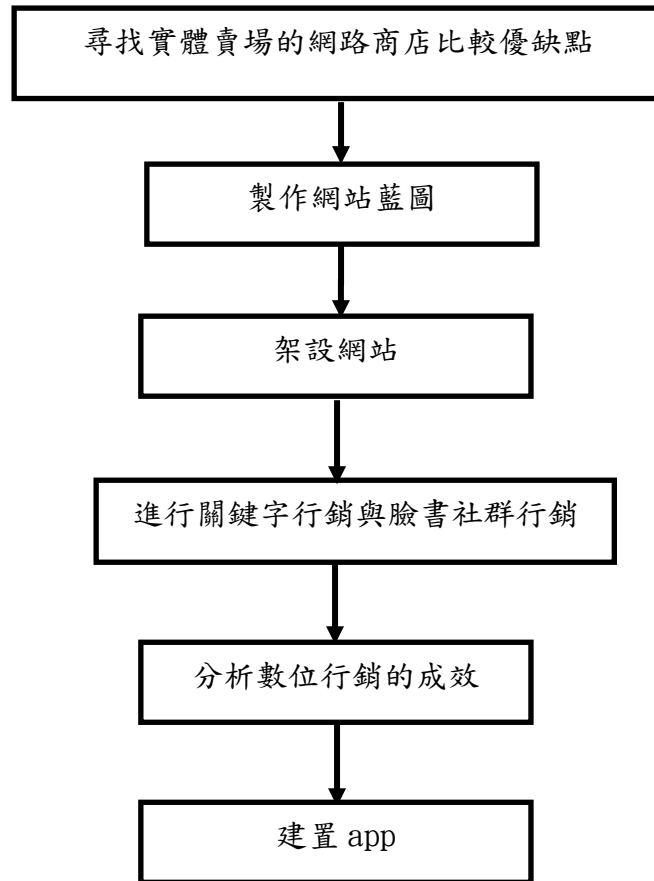 尋找實體賣場的網路商店比較優缺點
製作網站藍圖
架設網站
進行關鍵字行銷與臉書社群行銷
分析數位行銷的成效
建置 app